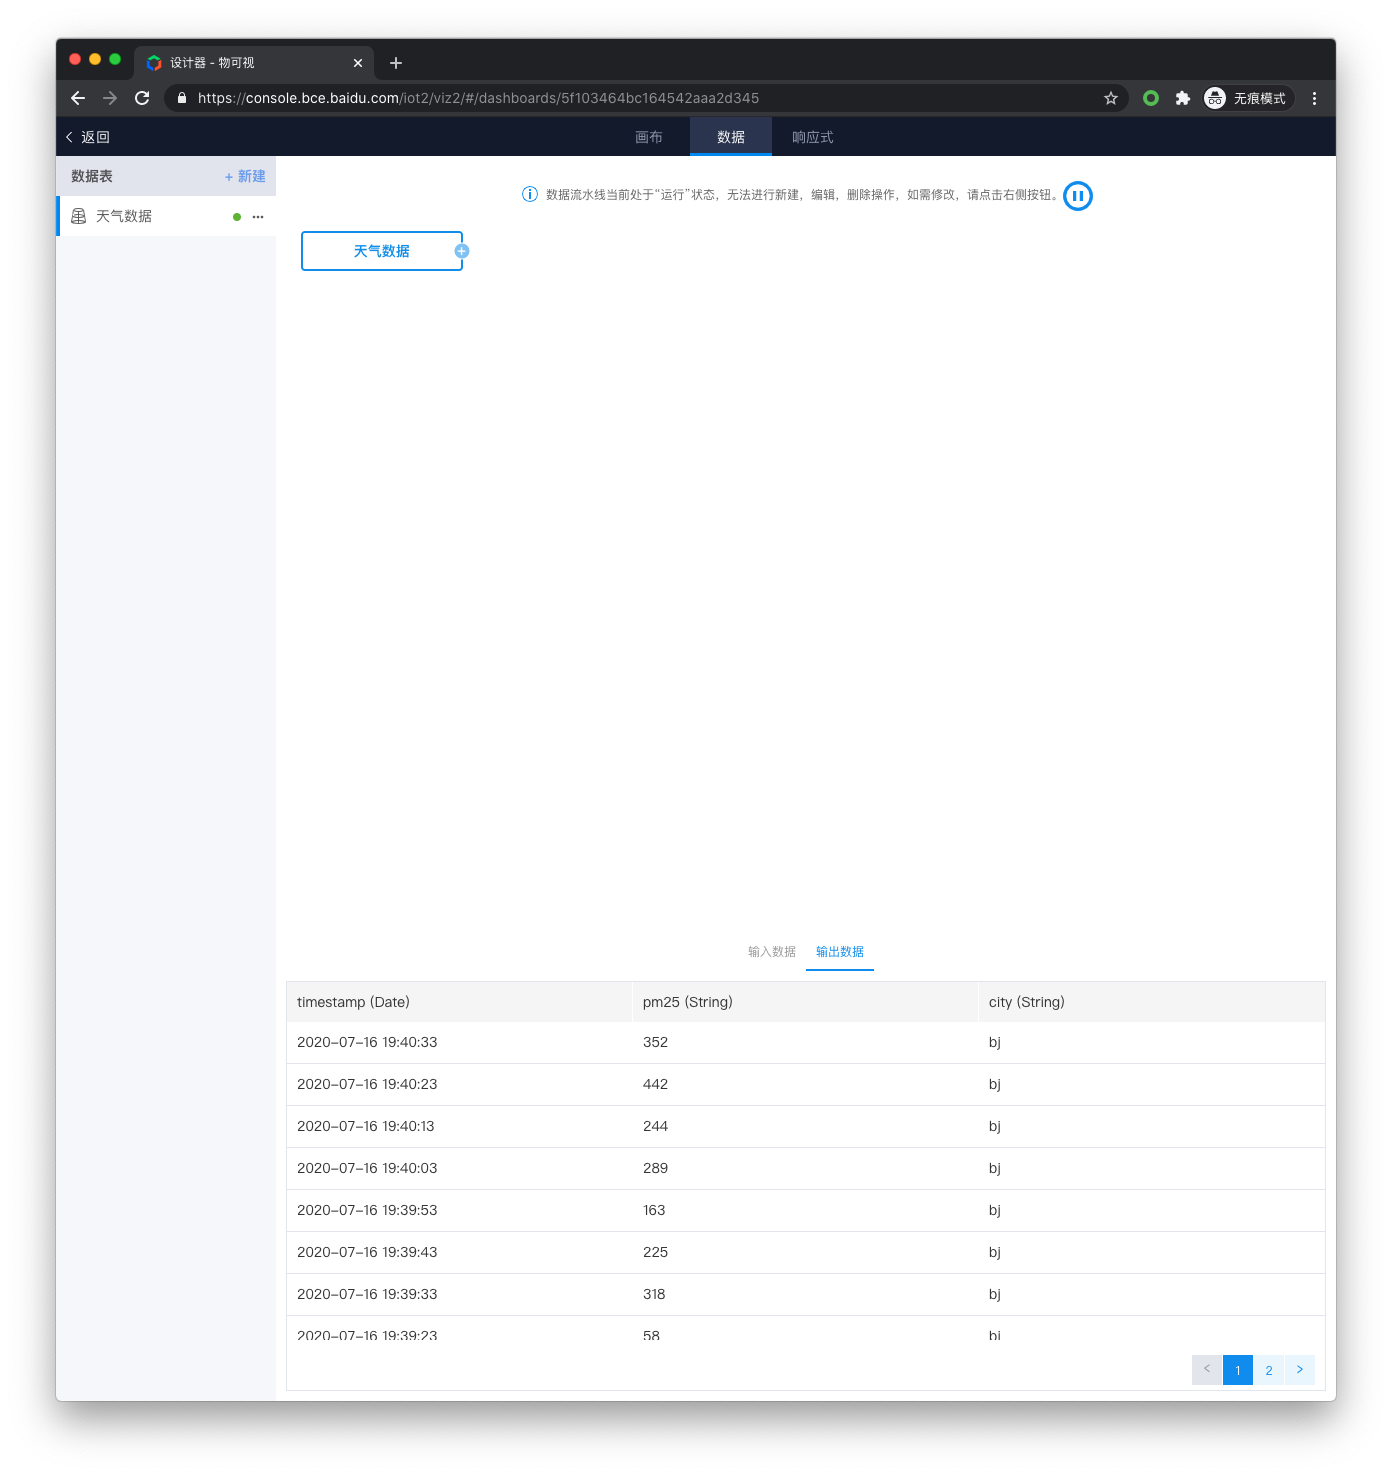 设计器 - 物可视
https://console.bce.baidu.com/iot2/viz2/#/dashboards/5f103464bc164542aaa2d345
无痕模式
返回
画布 数据 响应式
数据表 + 新建
天气数据
数据流水线当前处于“运行”状态，无法进行新建，编辑，删除操作，如需修改，请点击右侧按钮。
天气数据
输入数据 输出数据
timestamp (Date) pm25 (String) city (String)
2020-07-16 19:40:33 352 bj
2020-07-16 19:40:23 442 bj
2020-07-16 19:40:13 244 bj
2020-07-16 19:40:03 289 bj
2020-07-16 19:39:53 163 bj
2020-07-16 19:39:43 225 bj
2020-07-16 19:39:33 318 bj
2020-07-16 19:39:23 58 bj
< 1 2 >